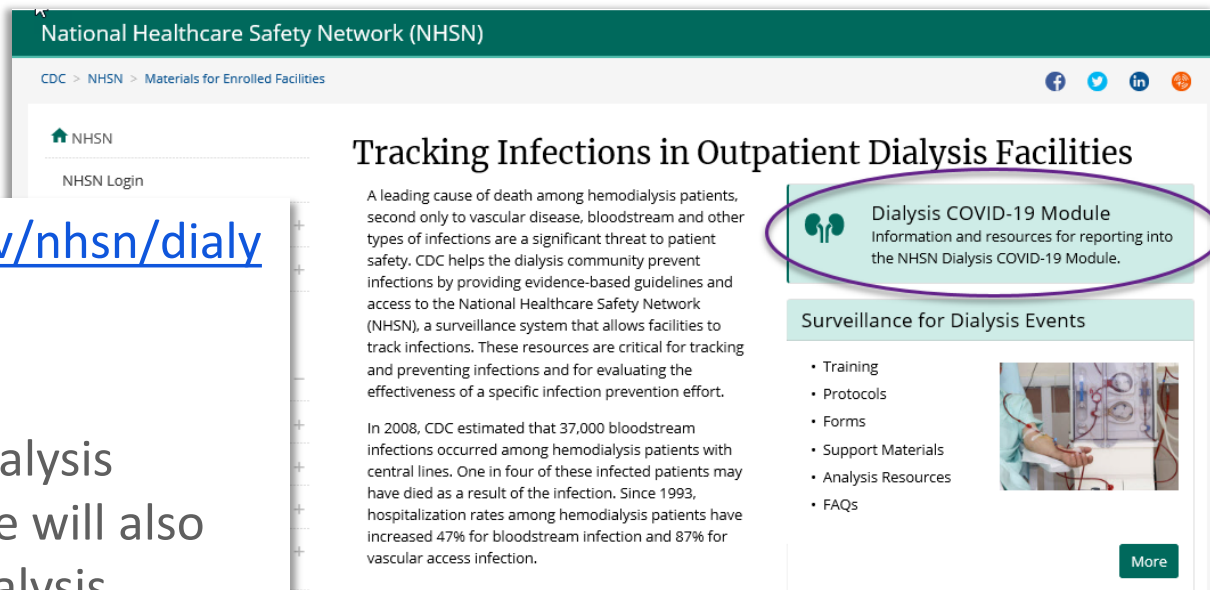 National Healthcare Safety Network (NHSN)
CDC > NHSN > Materials for Enrolled Facilities
NHSN
NHSN Login
v/nhsn/dialy
alysis
e will also
alysis
Tracking Infections in Outpatient Dialysis Facilities
A leading cause of death among hemodialysis patients,
second only to vascular disease, bloodstream and other
types of infections are a significant threat to patient
safety. CDC helps the dialysis community prevent
infections by providing evidence-based guidelines and
access to the National Healthcare Safety Network
(NHSN), a surveillance system that allows facilities to
track infections. These resources are critical for tracking
and preventing infections and for evaluating the
effectiveness of a specific infection prevention effort.
In 2008, CDC estimated that 37,000 bloodstream
infections occurred among hemodialysis patients with
central lines. One in four of these infected patients may
have died as a result of the infection. Since 1993,
hospitalization rates among hemodialysis patients have
increased 47% for bloodstream infection and 87% for
vascular access infection.
Dialysis COVID-19 Module
Information and resources for reporting into
the NHSN Dialysis COVID-19 Module.
Surveillance for Dialysis Events
• Training
• Protocols
• Forms
• Support Materials
• Analysis Resources
• FAQs
More